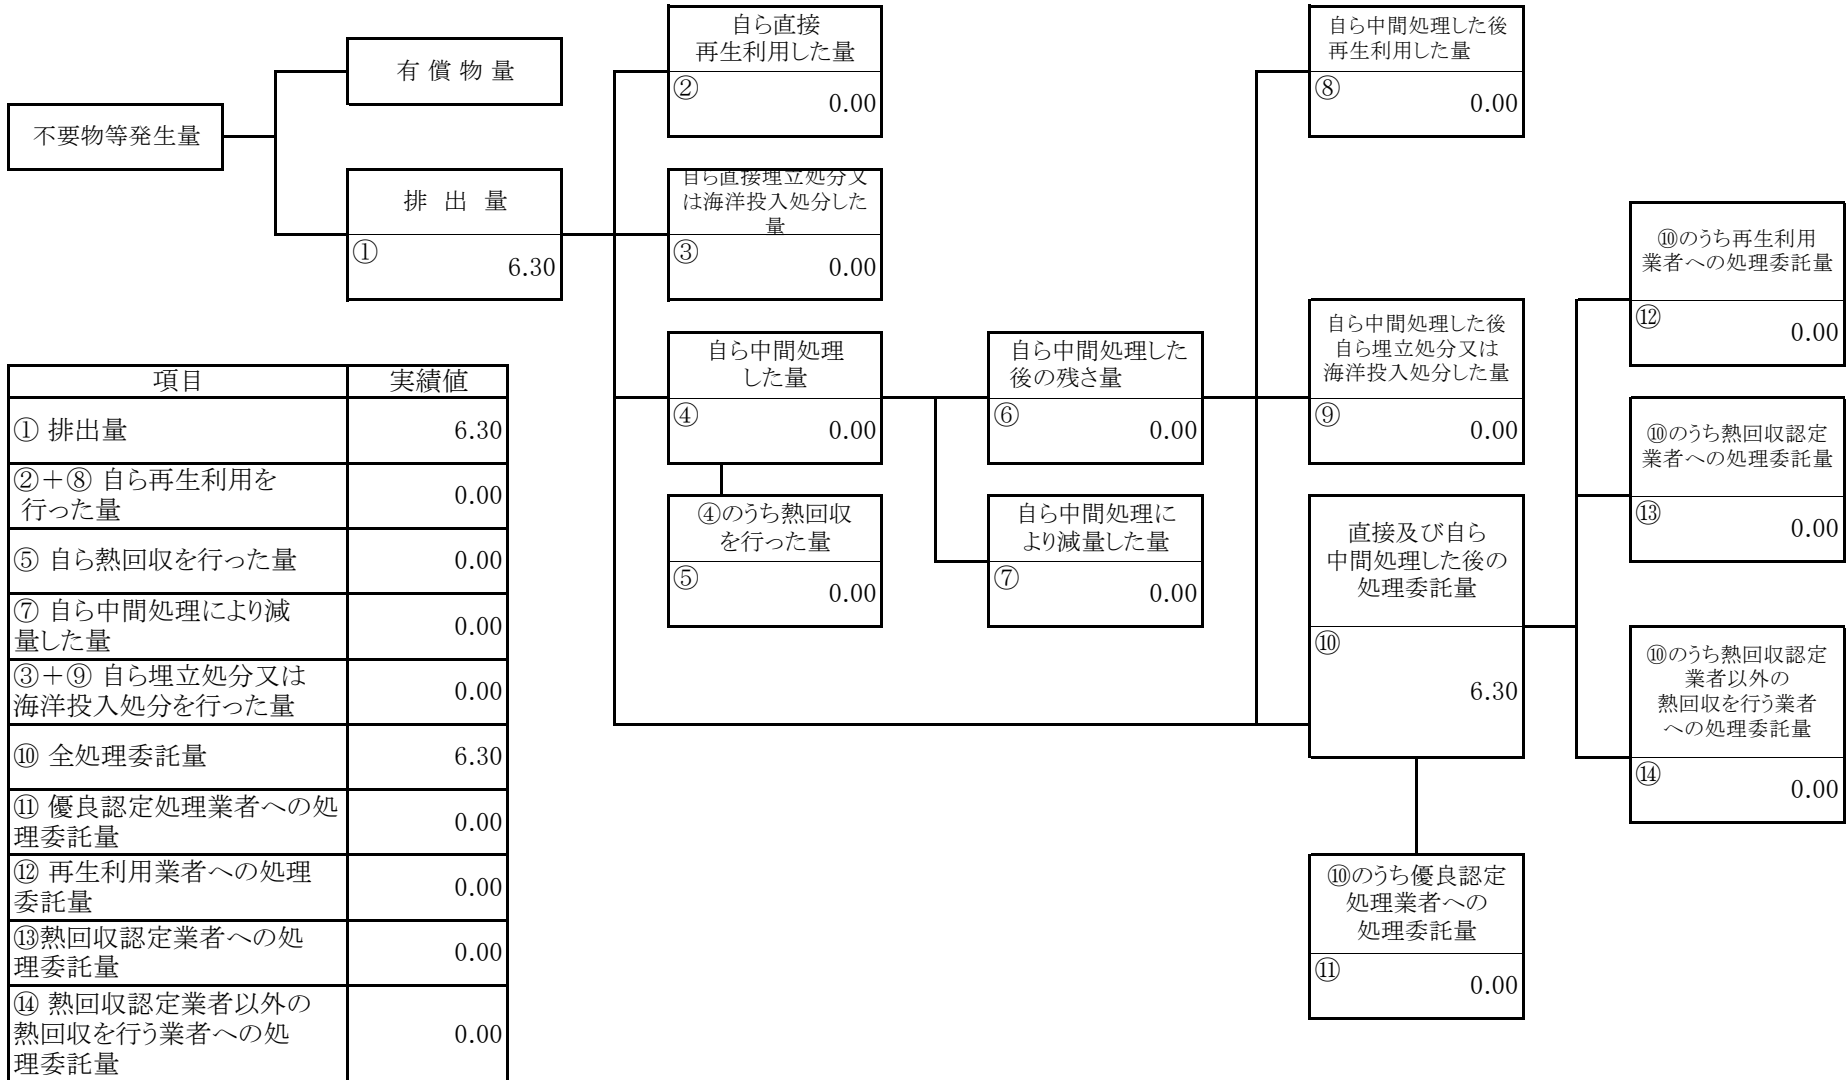 不要物等発生量
有 償 物 量
排 出 量
①
6.30
自ら直接
再生利用した量
②
0.00
自ら直接埋立処分又
は海洋投入処分した
量
③
0.00
自ら中間処理
した量
④
0.00
④のうち熱回収
を行った量
⑤
0.00
自ら中間処理した
後の残さ量
⑥
0.00
自ら中間処理に
より減量した量
⑦
0.00
自ら中間処理した後
再生利用した量
⑧
0.00
自ら中間処理した後
自ら埋立処分又は
海洋投入処分した量
⑨
0.00
直接及び自ら
中間処理した後の
処理委託量
⑩
6.30
⑩のうち優良認定
処理業者への
処理委託量
⑪
0.00
⑩のうち再生利用
業者への処理委託量
⑫
0.00
⑩のうち熱回収認定
業者への処理委託量
⑬
0.00
⑩のうち熱回収認定
業者以外の
熱回収を行う業者
への処理委託量
⑭
0.00
項目 実績値
① 排出量 6.30
②+⑧ 自ら再生利用を
行った量 0.00
⑤ 自ら熱回収を行った量 0.00
⑦ 自ら中間処理により減
量した量 0.00
③+⑨ 自ら埋立処分又は
海洋投入処分を行った量 0.00
⑩ 全処理委託量 6.30
⑪ 優良認定処理業者への処
理委託量 0.00
⑫ 再生利用業者への処理
委託量 0.00
⑬熱回収認定業者への処
理委託量 0.00
⑭ 熱回収認定業者以外の
熱回収を行う業者への処 0.00
理委託量